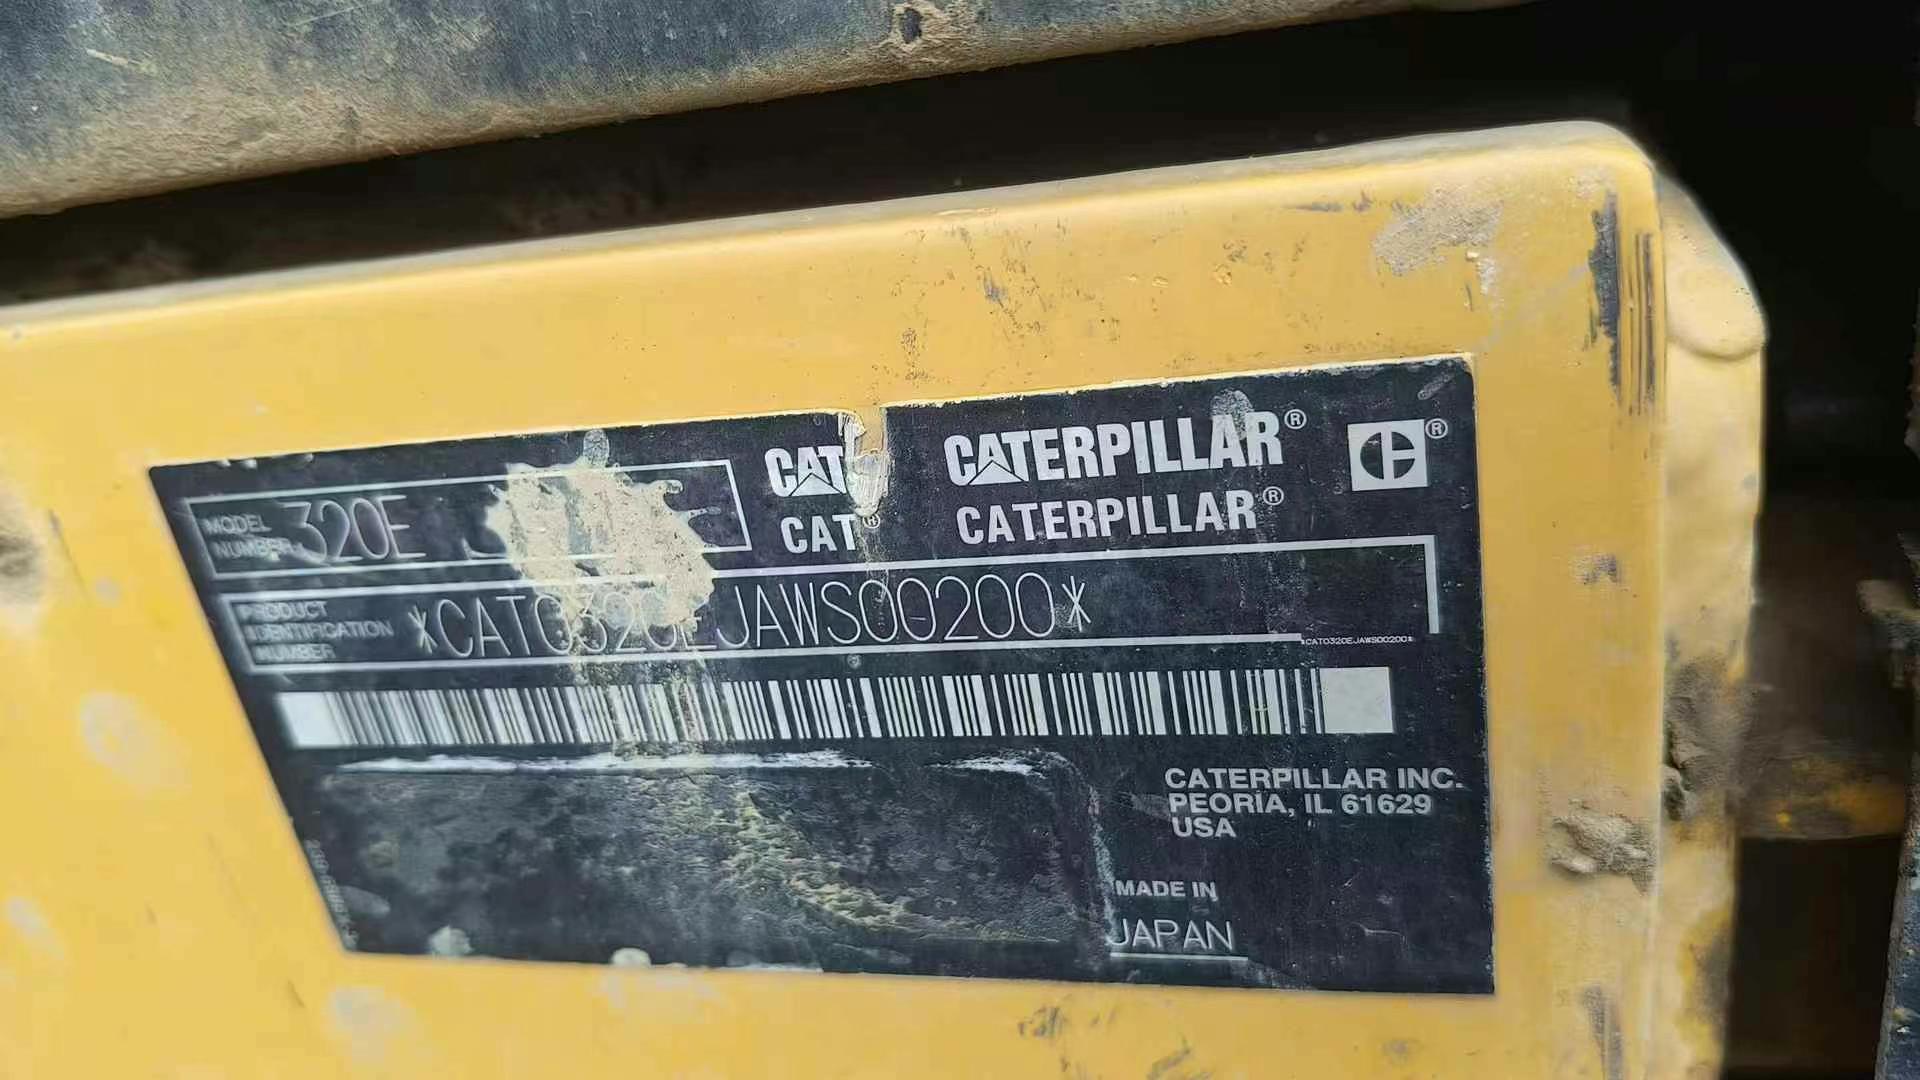 MODEL NUMBER 320E
CAT CATERPILLAR®
CAT® CATERPILLAR®
PRODUCT IDENTIFICATION NUMBER *CAT0320EJAWS00200*
*CAT0320EJAWS00200*
CATERPILLAR INC.
PEORIA, IL 61629
USA
MADE IN
JAPAN